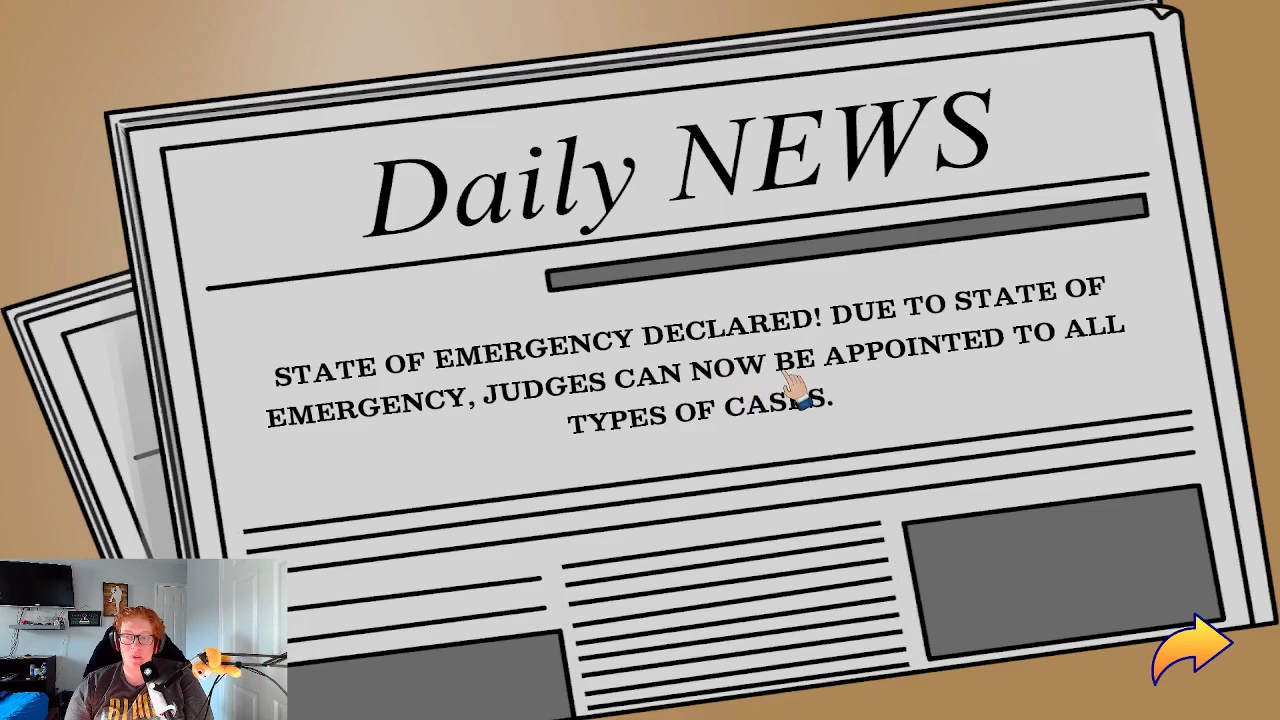 Daily NEWS
STATE OF EMERGENCY DECLARED! DUE TO STATE OF
EMERGENCY, JUDGES CAN NOW BE APPOINTED TO ALL
TYPES OF CASES.